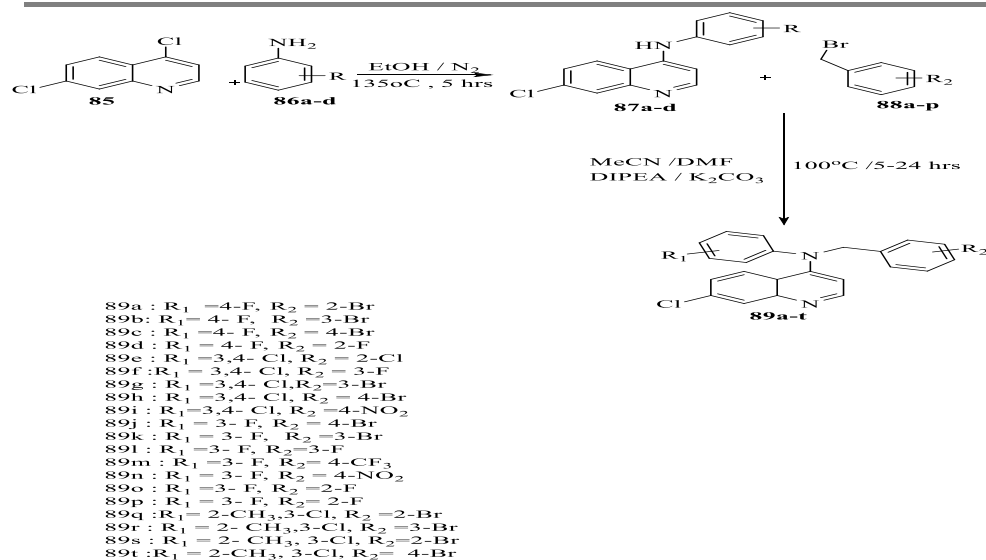 Cl
Cl
N
85
+
NH2
R
86a-d
EtOH / N2
135oC , 5 hrs
HN
R
Cl
N
87a-d
+
Br
R2
88a-p
MeCN /DMF
DIPEA / K2CO3
100°C /5-24 hrs
R1
N
R2
Cl
N
89a-t
89a : R1 =4-F, R2 = 2-Br
89b: R1= 4- F, R2 =3-Br
89c : R1 =4- F, R2 = 4-Br
89d : R1 = 4- F, R2 = 2-F
89e : R1 =3,4- Cl, R2 = 2-Cl
89f :R1 = 3,4- Cl, R2 = 3-F
89g : R1 = 3,4- Cl,R2=3-Br
89h : R1 = 3,4- Cl, R2 = 4-Br
89i : R1=3,4- Cl, R2 =4-NO2
89j : R1 = 3- F, R2 = 4-Br
89k : R1 = 3- F, R2 =3-Br
89l : R1 =3- F, R2=3-F
89m : R1 = 3- F, R2= 4-CF3
89n : R1 = 3- F, R2 = 4-NO2
89o : R1 =3- F, R2 =2-F
89p : R1 = 3- F, R2 =2-F
89q : R1 = 2-CH3,3-Cl, R2 =2-Br
89r : R1 = 2- CH3,3-Cl, R2 =3-Br
89s : R1 = 2- CH3, 3-Cl, R2=2-Br
89t :R1 = 2-CH3, 3-Cl, R2= 4-Br